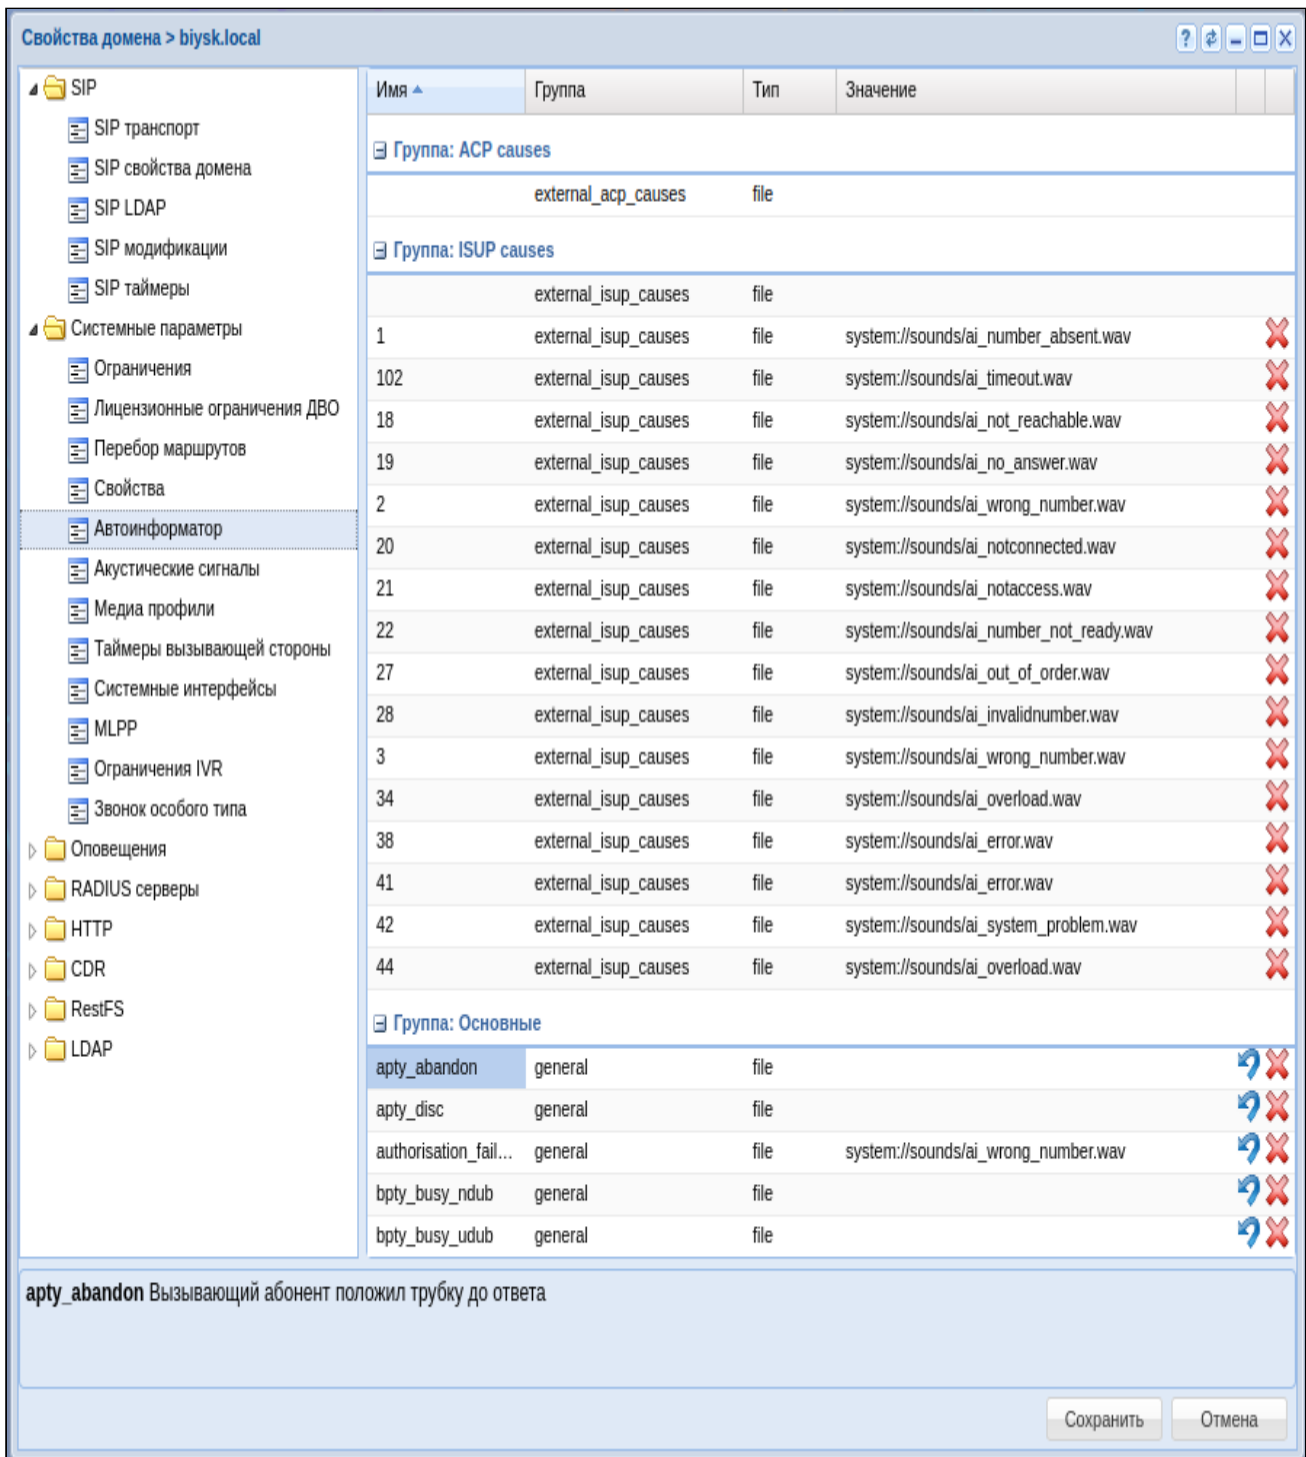 Свойства домена > biysk.local
SIP
SIP транспорт
SIP свойства домена
SIP LDAP
SIP модификации
SIP таймеры
Системные параметры
Ограничения
Лицензионные ограничения ДВО
Перебор маршрутов
Свойства
Автоинформатор
Акустические сигналы
Медиа профили
Таймеры вызывающей стороны
Системные интерфейсы
MLPP
Ограничения IVR
Звонок особого типа
Оповещения
RADIUS серверы
HTTP
CDR
RestFS
LDAP
Имя Группа Тип Значение
Группа: ACP causes
external_acp_causes file
Группа: ISUP causes
external_isup_causes file
1 external_isup_causes file system://sounds/ai_number_absent.wav
102 external_isup_causes file system://sounds/ai_timeout.wav
18 external_isup_causes file system://sounds/ai_not_reachable.wav
19 external_isup_causes file system://sounds/ai_no_answer.wav
2 external_isup_causes file system://sounds/ai_wrong_number.wav
20 external_isup_causes file system://sounds/ai_notconnected.wav
21 external_isup_causes file system://sounds/ai_notaccess.wav
22 external_isup_causes file system://sounds/ai_number_not_ready.wav
27 external_isup_causes file system://sounds/ai_out_of_order.wav
28 external_isup_causes file system://sounds/ai_invalidnumber.wav
3 external_isup_causes file system://sounds/ai_wrong_number.wav
34 external_isup_causes file system://sounds/ai_overload.wav
38 external_isup_causes file system://sounds/ai_error.wav
41 external_isup_causes file system://sounds/ai_error.wav
42 external_isup_causes file system://sounds/ai_system_problem.wav
44 external_isup_causes file system://sounds/ai_overload.wav
Группа: Основные
apty_abandon general file
apty_disc general file
authorisation_fail... general file system://sounds/ai_wrong_number.wav
bpty_busy_ndub general file
bpty_busy_udub general file
apty_abandon Вызывающий абонент положил трубку до ответа
Сохранить Отмена